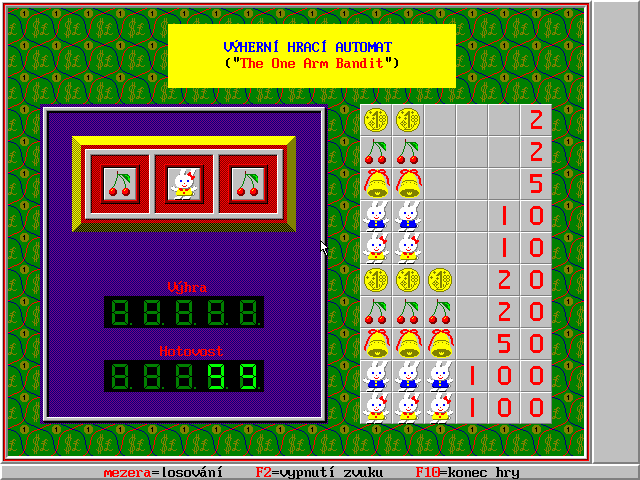 VÝHERNÍ HRACÍ AUTOMAT
("The One Arm Bandit")
2
2
5
10
10
20
20
50
100
100
Výhra
Hotovost
99
mezera=losování F2=vypnutí zvuku F10=konec hry